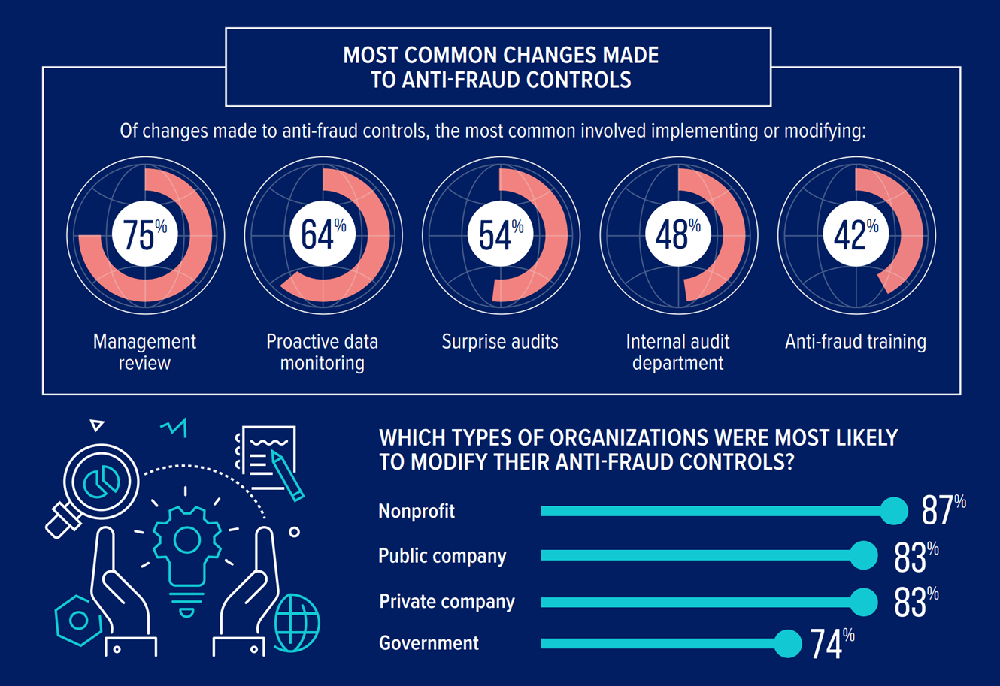 MOST COMMON CHANGES MADE
TO ANTI-FRAUD CONTROLS
Of changes made to anti-fraud controls, the most common involved implementing or modifying:
75%
64%
54%
48%
42%
Management
review
Proactive data
monitoring
Surprise audits
Internal audit
department
Anti-fraud training
WHICH TYPES OF ORGANIZATIONS WERE MOST LIKELY
TO MODIFY THEIR ANTI-FRAUD CONTROLS?
Nonprofit 87%
Public company 83%
Private company 83%
Government 74%